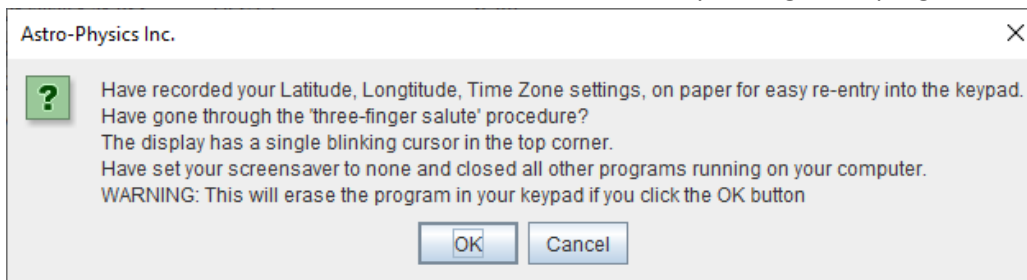 Astro-Physics Inc.
Have recorded your Latitude, Longtitude, Time Zone settings, on paper for easy re-entry into the keypad.
Have gone through the 'three-finger salute' procedure?
The display has a single blinking cursor in the top corner.
Have set your screensaver to none and closed all other programs running on your computer.
WARNING: This will erase the program in your keypad if you click the OK button
OK Cancel